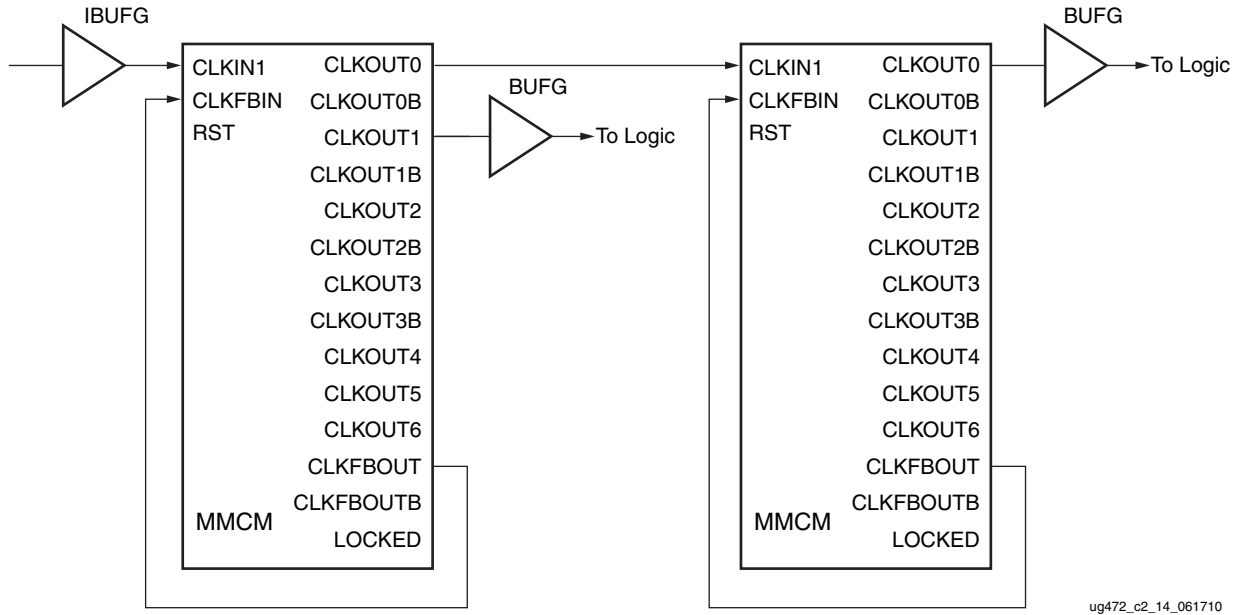 IBUFG
CLKIN1
CLKFBIN
RST
CLKOUT0
CLKOUT0B
CLKOUT1
CLKOUT1B
CLKOUT2
CLKOUT2B
CLKOUT3
CLKOUT3B
CLKOUT4
CLKOUT5
CLKOUT6
CLKFBOUT
CLKFBOUTB
LOCKED
MMCM
BUFG
To Logic
CLKIN1
CLKFBIN
RST
CLKOUT0
CLKOUT0B
CLKOUT1
CLKOUT1B
CLKOUT2
CLKOUT2B
CLKOUT3
CLKOUT3B
CLKOUT4
CLKOUT5
CLKOUT6
CLKFBOUT
CLKFBOUTB
LOCKED
MMCM
BUFG
To Logic
ug472_c2_14_061710